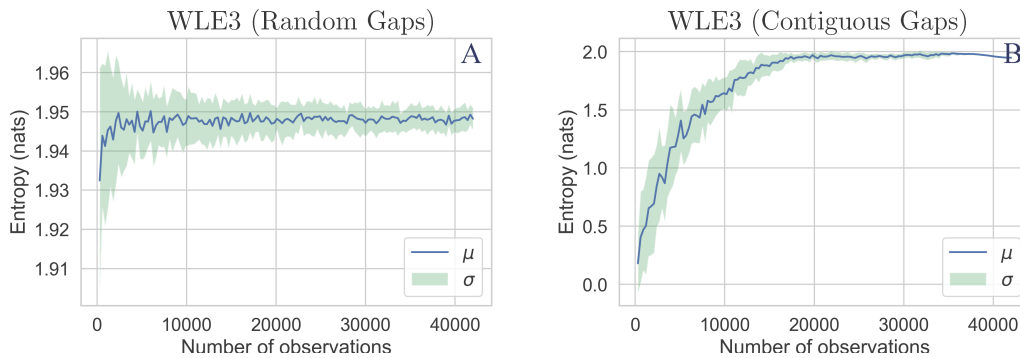 WLE3 (Random Gaps)
A
Entropy (nats)
1.96
1.95
1.94
1.93
1.92
1.91
μ
σ
0 10000 20000 30000 40000
Number of observations
WLE3 (Contiguous Gaps)
B
Entropy (nats)
2.0
1.5
1.0
0.5
0.0
μ
σ
0 10000 20000 30000 40000
Number of observations